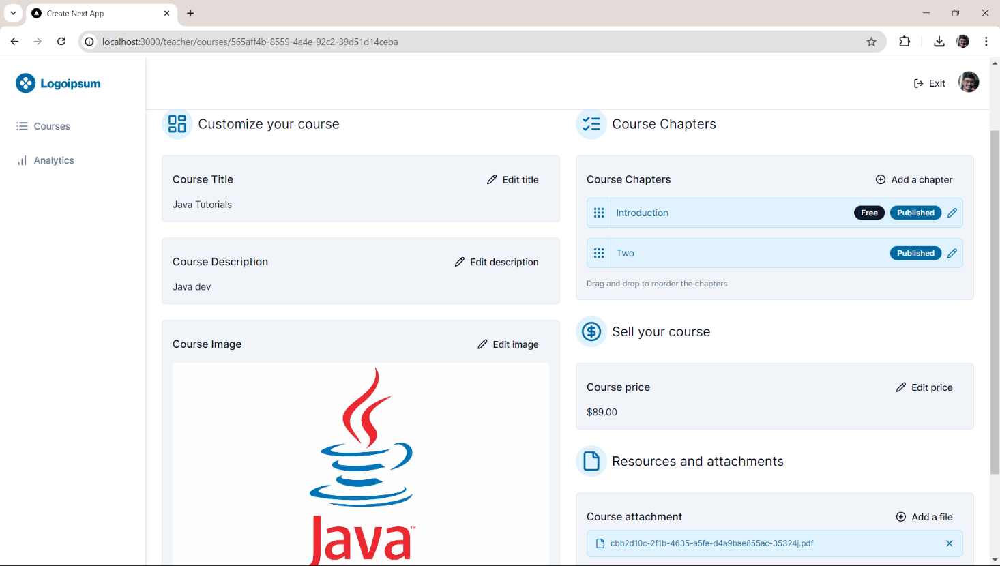 Create Next App
localhost:3000/teacher/courses/565aff4b-8559-4a4e-92c2-39d51d14ceba
Logoipsum
Exit
Courses
Analytics
Customize your course
Course Title
Edit title
Java Tutorials
Course Description
Edit description
Java dev
Course Image
Edit image
Java™
Course Chapters
Course Chapters
Add a chapter
Introduction
Free
Published
Two
Published
Drag and drop to reorder the chapters
Sell your course
Course price
Edit price
$89.00
Resources and attachments
Course attachment
Add a file
cbb2d10c-2f1b-4635-a5fe-d4a9bae855ac-35324j.pdf